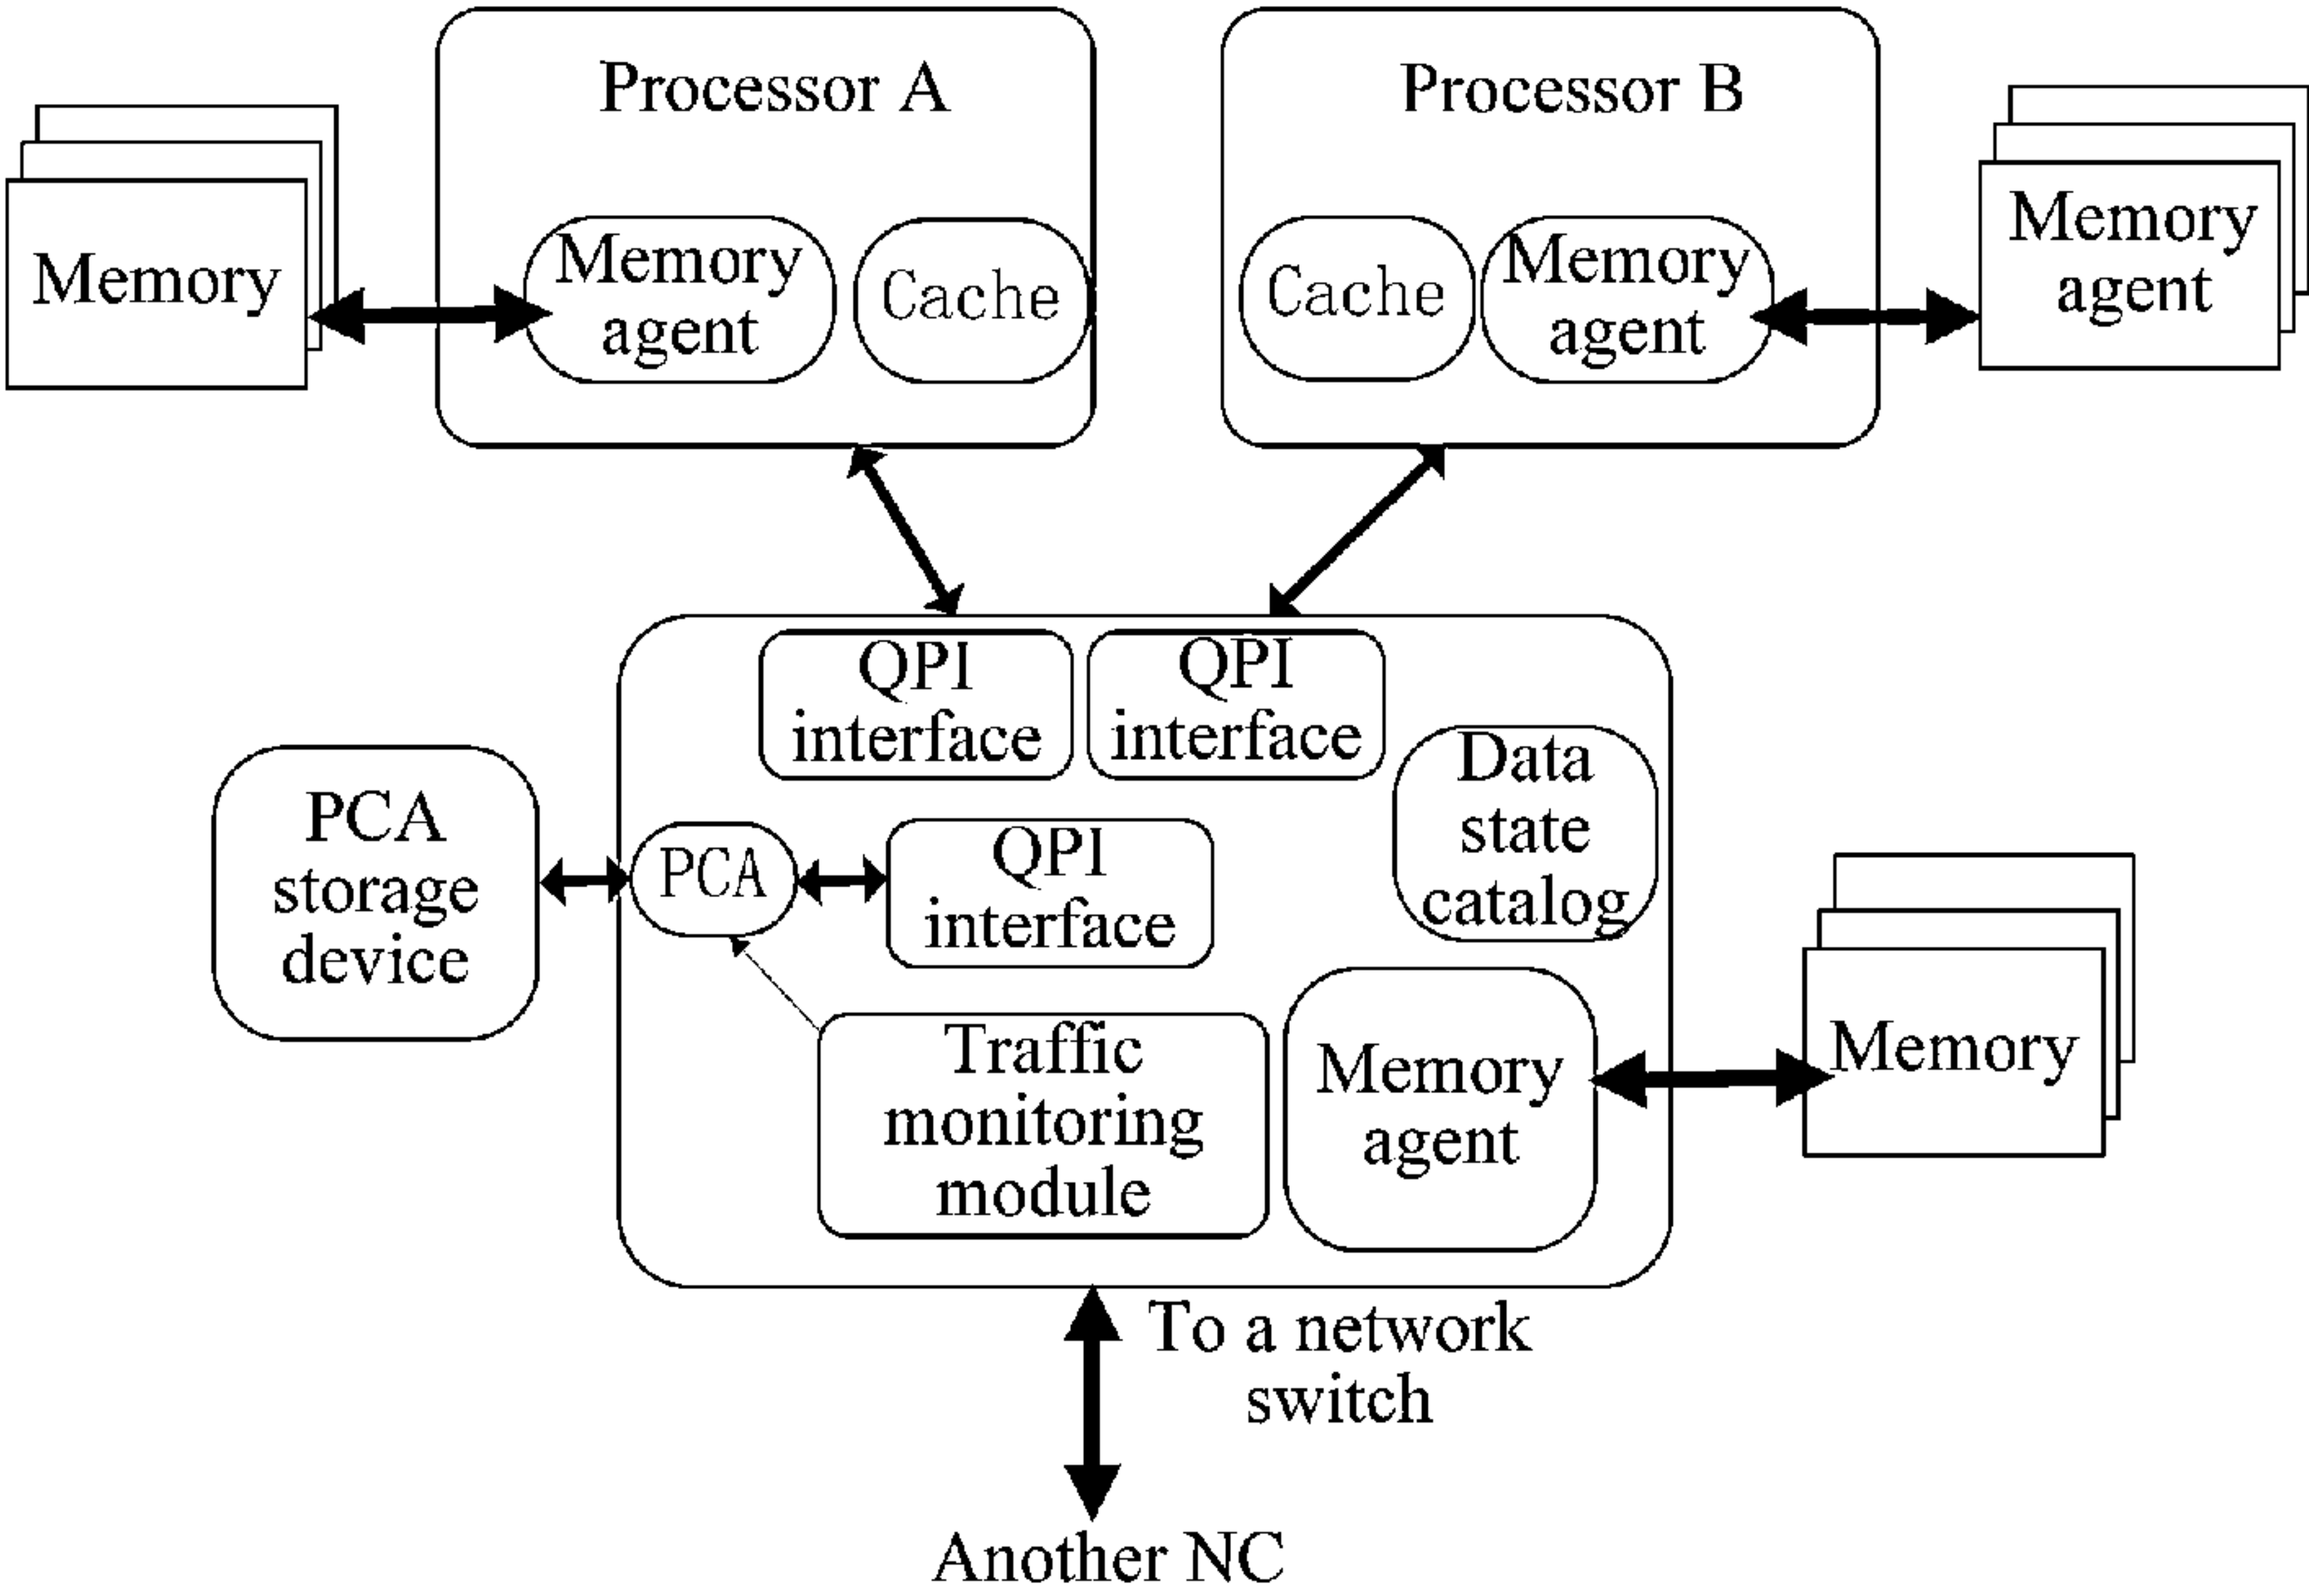 Processor A
Processor B
Memory
Memory
agent
Cache
Cache
Memory
agent
Memory
agent
QPI
interface
QPI
interface
Data
state
catalog
PCA
storage
device
PCA
QPI
interface
Traffic
monitoring
module
Memory
agent
Memory
To a network
switch
Another NC